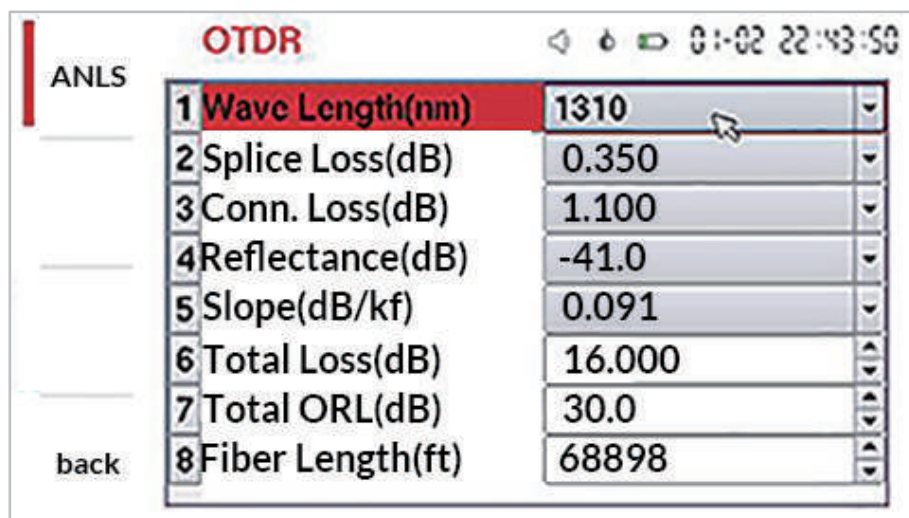 OTDR 01-02 22:43:50
ANLS
1 Wave Length(nm) 1310
2 Splice Loss(dB) 0.350
3 Conn. Loss(dB) 1.100
4 Reflectance(dB) -41.0
5 Slope(dB/kf) 0.091
6 Total Loss(dB) 16.000
7 Total ORL(dB) 30.0
8 Fiber Length(ft) 68898
back